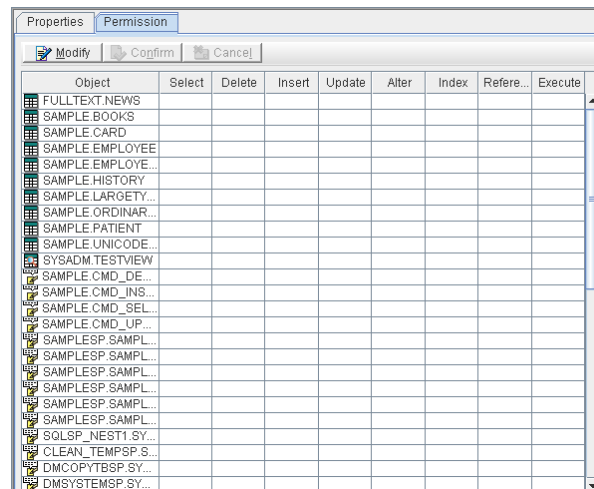 Properties Permission
Modify Confirm Cancel
Object Select Delete Insert Update Alter Index Refere... Execute
FULLTEXT.NEWS
SAMPLE.BOOKS
SAMPLE.CARD
SAMPLE.EMPLOYEE
SAMPLE.EMPLOYE...
SAMPLE.HISTORY
SAMPLE.LARGETY...
SAMPLE.ORDINAR...
SAMPLE.PATIENT
SAMPLE.UNICODE...
SYSADM.TESTVIEW
SAMPLE.CMD_DE...
SAMPLE.CMD_INS...
SAMPLE.CMD_SEL...
SAMPLE.CMD_UP...
SAMPLESP.SAMPL...
SAMPLESP.SAMPL...
SAMPLESP.SAMPL...
SAMPLESP.SAMPL...
SAMPLESP.SAMPL...
SAMPLESP.SAMPL...
SQLSP_NEST1.SY...
CLEAN_TEMPSP.S...
DMCOPYTBSP.SY...
DMSYSTEMSP.SY...